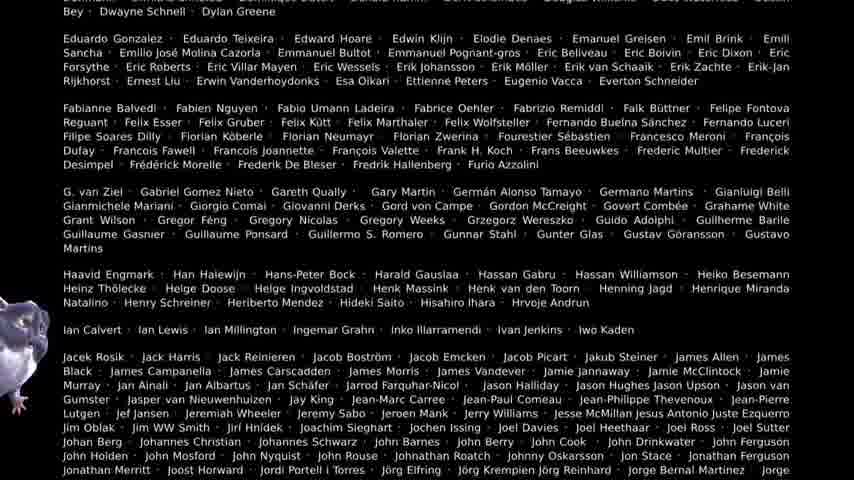 Bey · Dwayne Schnell · Dylan Greene
Eduardo Gonzalez · Eduardo Teixeira · Edward Hoare · Edwin Klijn · Elodie Denaes · Emanuel Greisen · Emil Brink · Emili
Sancha · Emilio José Molina Cazorla · Emmanuel Bultot · Emmanuel Pognant-gros · Eric Beliveau · Eric Boivin · Eric Dixon · Eric
Forsythe · Eric Roberts · Eric Villar Mayen · Eric Wessels · Erik Johansson · Erik Möller · Erik van Schaaik · Erik Zachte · Erik-Jan
Rijkhorst · Ernest Liu · Erwin Vanderhoydonks · Esa Oikari · Ettienne Peters · Eugenio Vacca · Everton Schneider
Fabianne Balvedi · Fabien Nguyen · Fabio Umann Ladeira · Fabrice Oehler · Fabrizio Remiddi · Falk Büttner · Felipe Fontova
Reguant · Felix Esser · Felix Gruber · Felix Kütt · Felix Marthaler · Felix Wolfsteller · Fernando Buelna Sánchez · Fernando Luceri
Filipe Soares Dilly · Florian Köberle · Florian Neumayr · Florian Zwerina · Fourestier Sébastien · Francesco Meroni · François
Dufay · Francois Fawell · Francois Joannette · François Valette · Frank H. Koch · Frans Beeuwkes · Frederic Multier · Frederick
Desimpel · Frédérick Morelle · Frederik De Bleser · Fredrik Hallenberg · Furio Azzolini
G. van Ziel · Gabriel Gomez Nieto · Gareth Qually · Gary Martin · Germán Alonso Tamayo · Germano Martins · Gianluigi Belli
Gianmichele Mariani · Giorgio Comai · Giovanni Derks · Gord von Campe · Gordon McCreight · Govert Combée · Grahame White
Grant Wilson · Gregor Féng · Gregory Nicolas · Gregory Weeks · Grzegorz Wereszko · Guido Adolphi · Guilherme Barile
Guillaume Gasnier · Guillaume Ponsard · Guillermo S. Romero · Gunnar Stahl · Gunter Glas · Gustav Göransson · Gustavo
Martins
Haavid Engmark · Han Haiewijn · Hans-Peter Bock · Harald Gauslaa · Hassan Gabru · Hassan Williamson · Heiko Besemann
Heinz Thölecke · Helge Doose · Helge Ingvoldstad · Henk Massink · Henk van den Toorn · Henning Jagd · Henrique Miranda
Natalino · Henry Schreiner · Heriberto Mendez · Hideki Saito · Hisahiro Ihara · Hrvoje Andrun
Ian Calvert · Ian Lewis · Ian Millington · Ingemar Grahn · Inko Illarramendi · Ivan Jenkins · Iwo Kaden
Jacek Rosik · Jack Harris · Jack Reinieren · Jacob Boström · Jacob Emcken · Jacob Picart · Jakub Steiner · James Allen · James
Black · James Campanella · James Carscadden · James Morris · James Vandever · Jamie Jannaway · Jamie McClintock · Jamie
Murray · Jan Ainali · Jan Albartus · Jan Schäfer · Jarrod Farquhar-Nicol · Jason Halliday · Jason Hughes Jason Upson · Jason van
Gumster · Jasper van Nieuwenhuizen · Jay King · Jean-Marc Carree · Jean-Paul Comeau · Jean-Philippe Thevenoux · Jean-Pierre
Lutgen · Jef Jansen · Jeremiah Wheeler · Jeremy Sabo · Jeroen Mank · Jerry Williams · Jesse McMillan Jesus Antonio Juste Ezquerro
Jim Oblak · Jim WW Smith · Jirí Hnídek · Joachim Sieghart · Jochen Issing · Joel Davies · Joel Heethaar · Joel Ross · Joel Sutter
Johan Berg · Johannes Christian · Johannes Schwarz · John Barnes · John Berry · John Cook · John Drinkwater · John Ferguson
John Holden · John Mosford · John Nyquist · John Rouse · Johnathan Roatch · Johnny Oskarsson · Jon Stace · Jonathan Ferguson
Jonathan Merritt · Joost Horward · Jordi Portell i Torres · Jörg Elfring · Jörg Krempien Jörg Reinhard · Jorge Bernal Martinez · Jorge